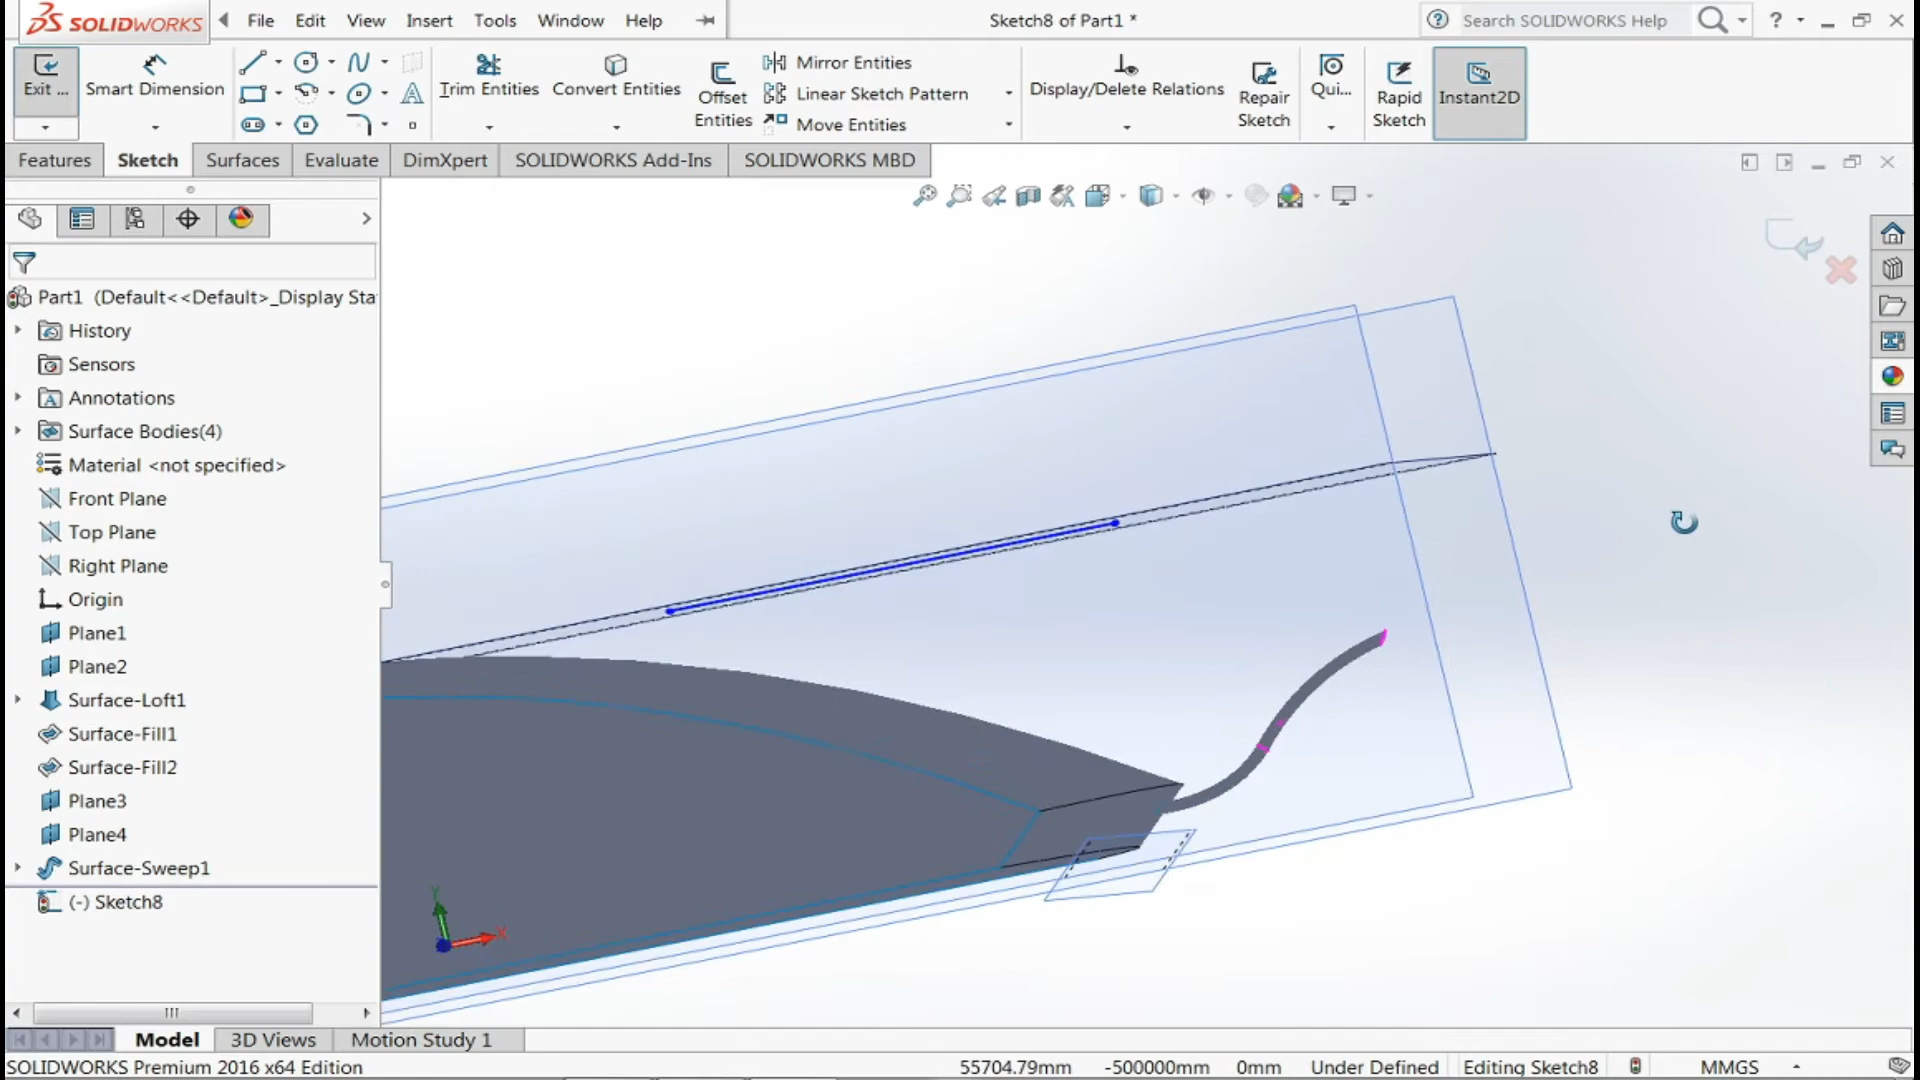 SOLIDWORKS File Edit View Insert Tools Window Help Sketch8 of Part1 * Search SOLIDWORKS Help ?
Exit ... Smart Dimension Trim Entities Convert Entities Offset Entities Mirror Entities Display/Delete Relations Repair Sketch Qui... Rapid Sketch Instant2D
Linear Sketch Pattern
Move Entities
Features Sketch Surfaces Evaluate DimXpert SOLIDWORKS Add-Ins SOLIDWORKS MBD
Part1 (Default<<Default>_Display Sta
History
Sensors
Annotations
Surface Bodies(4)
Material <not specified>
Front Plane
Top Plane
Right Plane
Origin
Plane1
Plane2
Surface-Loft1
Surface-Fill1
Surface-Fill2
Plane3
Plane4
Surface-Sweep1
(-) Sketch8
Y
X
Model 3D Views Motion Study 1
SOLIDWORKS Premium 2016 x64 Edition 55704.79mm -500000mm 0mm Under Defined Editing Sketch8 MMGS